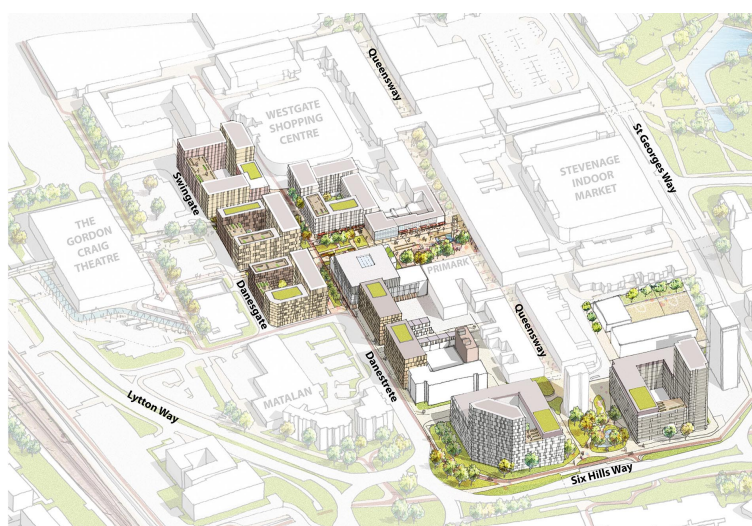 Queensway
WESTGATE
SHOPPING
CENTRE
St Georges Way
STEVENAGE
INDOOR
MARKET
Swingate
THE
GORDON
CRAIG
THEATRE
PRIMARK
Danesgate
Queensway
Danestrete
MATALAN
Lytton Way
Six Hills Way